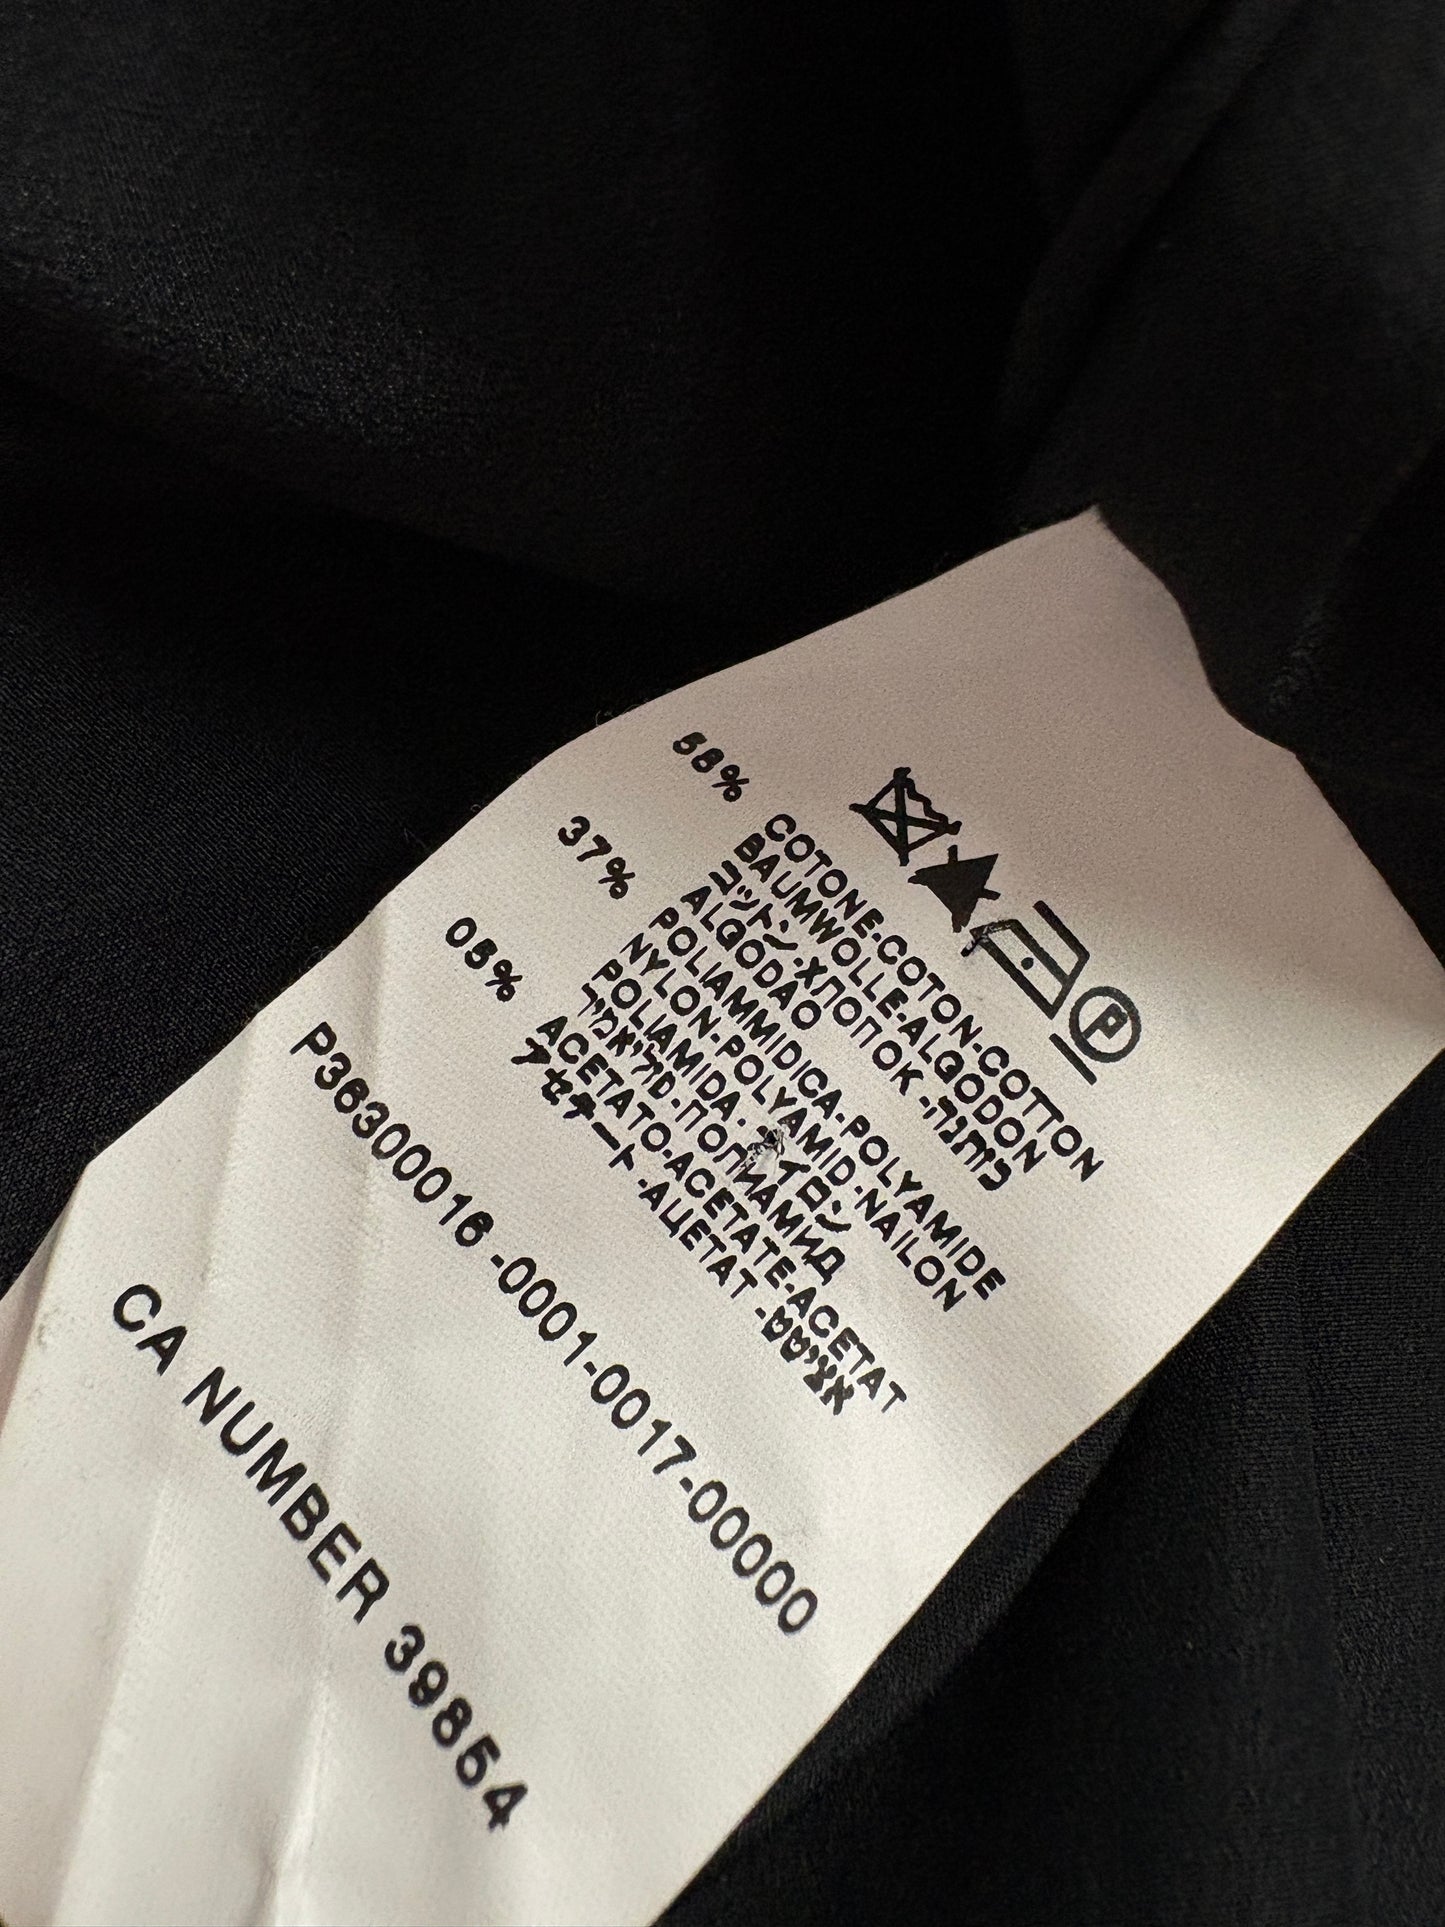 58% COTONE-COTON-COTTON
BAUMWOLLE-ALGODON
コットン-ХЛОПОК-כותנה
ALGODAO
37% POLIAMMIDICA-POLYAMIDE
NYLON-POLYAMID-NAILON
POLIAMIDA-ナイロン
פוליאמיד-ПОЛИАМИД
05% ACETATO-ACETATE-ACETAT
アセテート-АЦЕТАТ-אציטט
P36300016-0001-0017-00000
CA NUMBER 39854